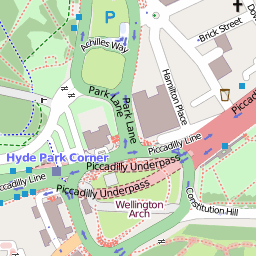 P
Achilles Way
Brick Street
Do
Park Lane
Park Lane
Hamilton Place
Piccadilly
Piccadilly Line
Hyde Park Corner
Piccadilly Underpass
Piccadilly Line
Piccadilly Underpass
Wellington
Arch
Constitution Hill